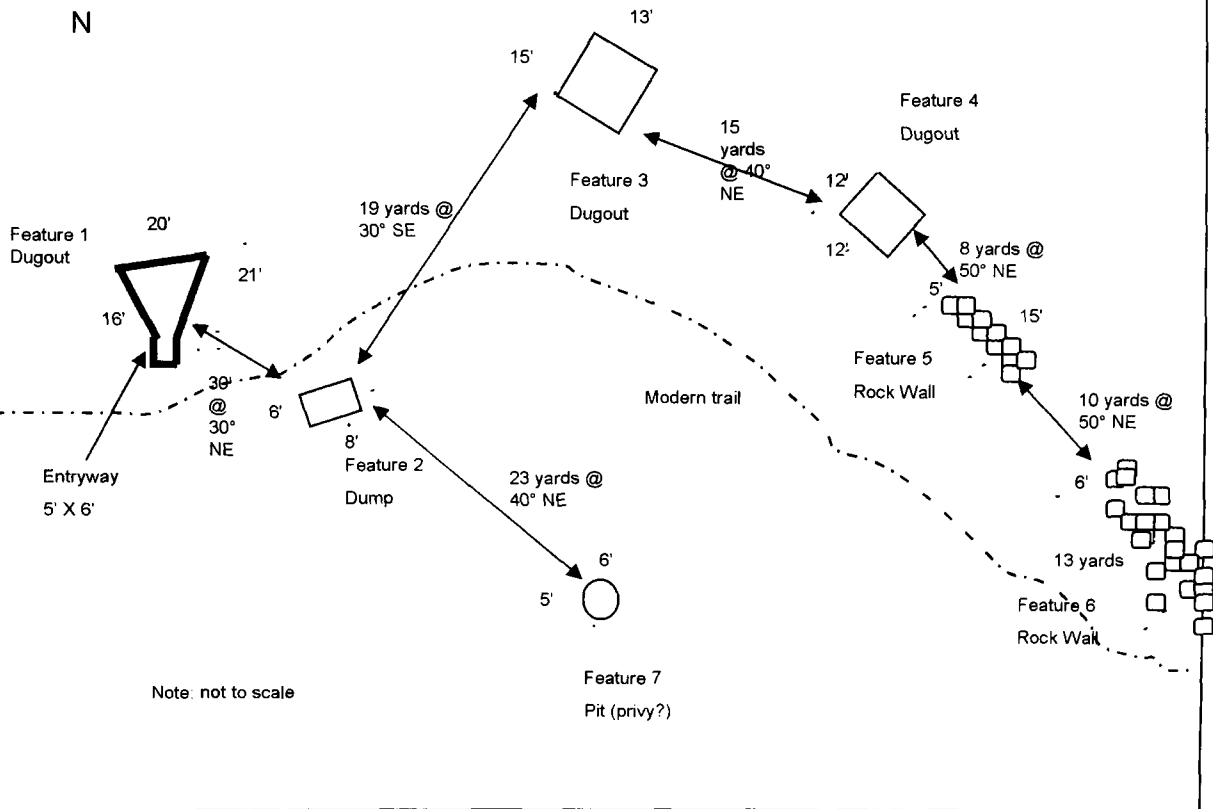 N
13'
15'
Feature 4
Dugout
15
yards
@ 40°
NE
Feature 3
Dugout
12'
12'
19 yards @
30° SE
Feature 1
Dugout
20'
21'
16'
8 yards @
50° NE
5'
15'
Feature 5
Rock Wall
30'
@
30°
NE
6'
8'
Feature 2
Dump
Modern trail
10 yards @
50° NE
6'
Entryway
5' X 6'
23 yards @
40° NE
13 yards
6'
5'
Feature 6
Rock Wall
Feature 7
Pit (privy?)
Note: not to scale